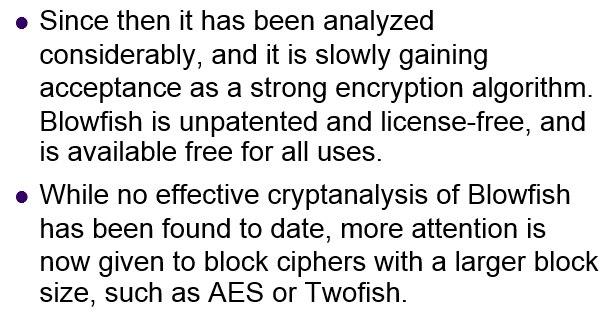 • Since then it has been analyzed
considerably, and it is slowly gaining
acceptance as a strong encryption algorithm.
Blowfish is unpatented and license-free, and
is available free for all uses.
• While no effective cryptanalysis of Blowfish
has been found to date, more attention is
now given to block ciphers with a larger block
size, such as AES or Twofish.